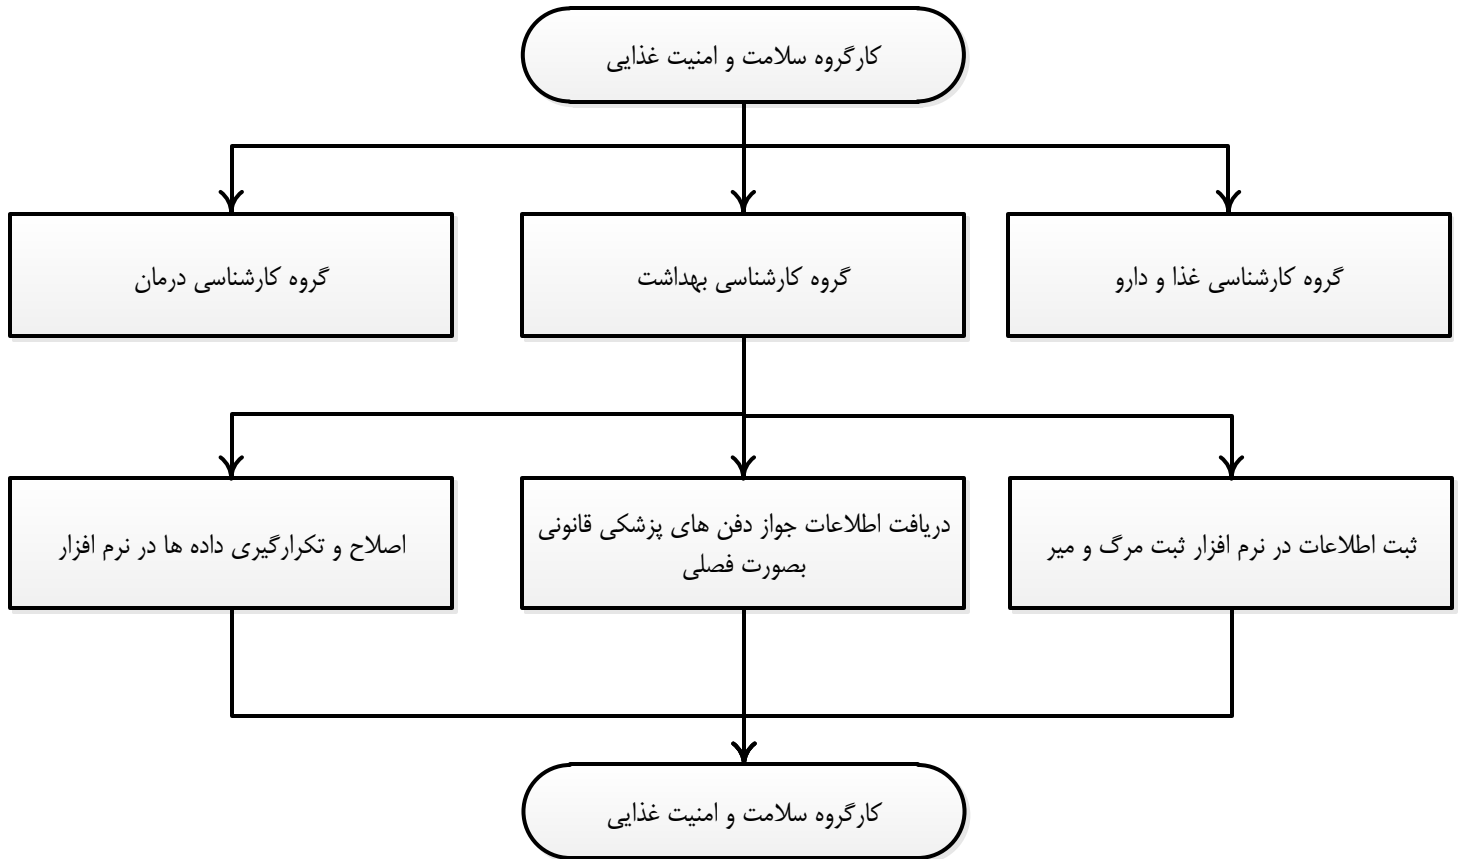 کارگروه سلامت و امنیت غذایی
گروه کارشناسی غذا و دارو
گروه کارشناسی بهداشت
گروه کارشناسی درمان
ثبت اطلاعات در نرم افزار ثبت مرگ و میر
دریافت اطلاعات جواز دفن های پزشکی قانونی
بصورت فصلی
اصلاح و تکرارگیری داده ها در نرم افزار
کارگروه سلامت و امنیت غذایی